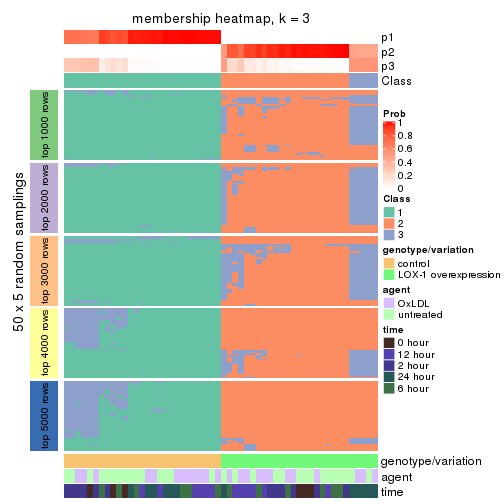 membership heatmap, k = 3
p1
p2
p3
Class
50 x 5 random samplings
top 1000 rows
top 2000 rows
top 3000 rows
top 4000 rows
top 5000 rows
Prob
1
0.8
0.6
0.4
0.2
0
Class
1
2
3
genotype/variation
control
LOX-1 overexpression
agent
OxLDL
untreated
time
0 hour
12 hour
2 hour
24 hour
6 hour
genotype/variation
agent
time